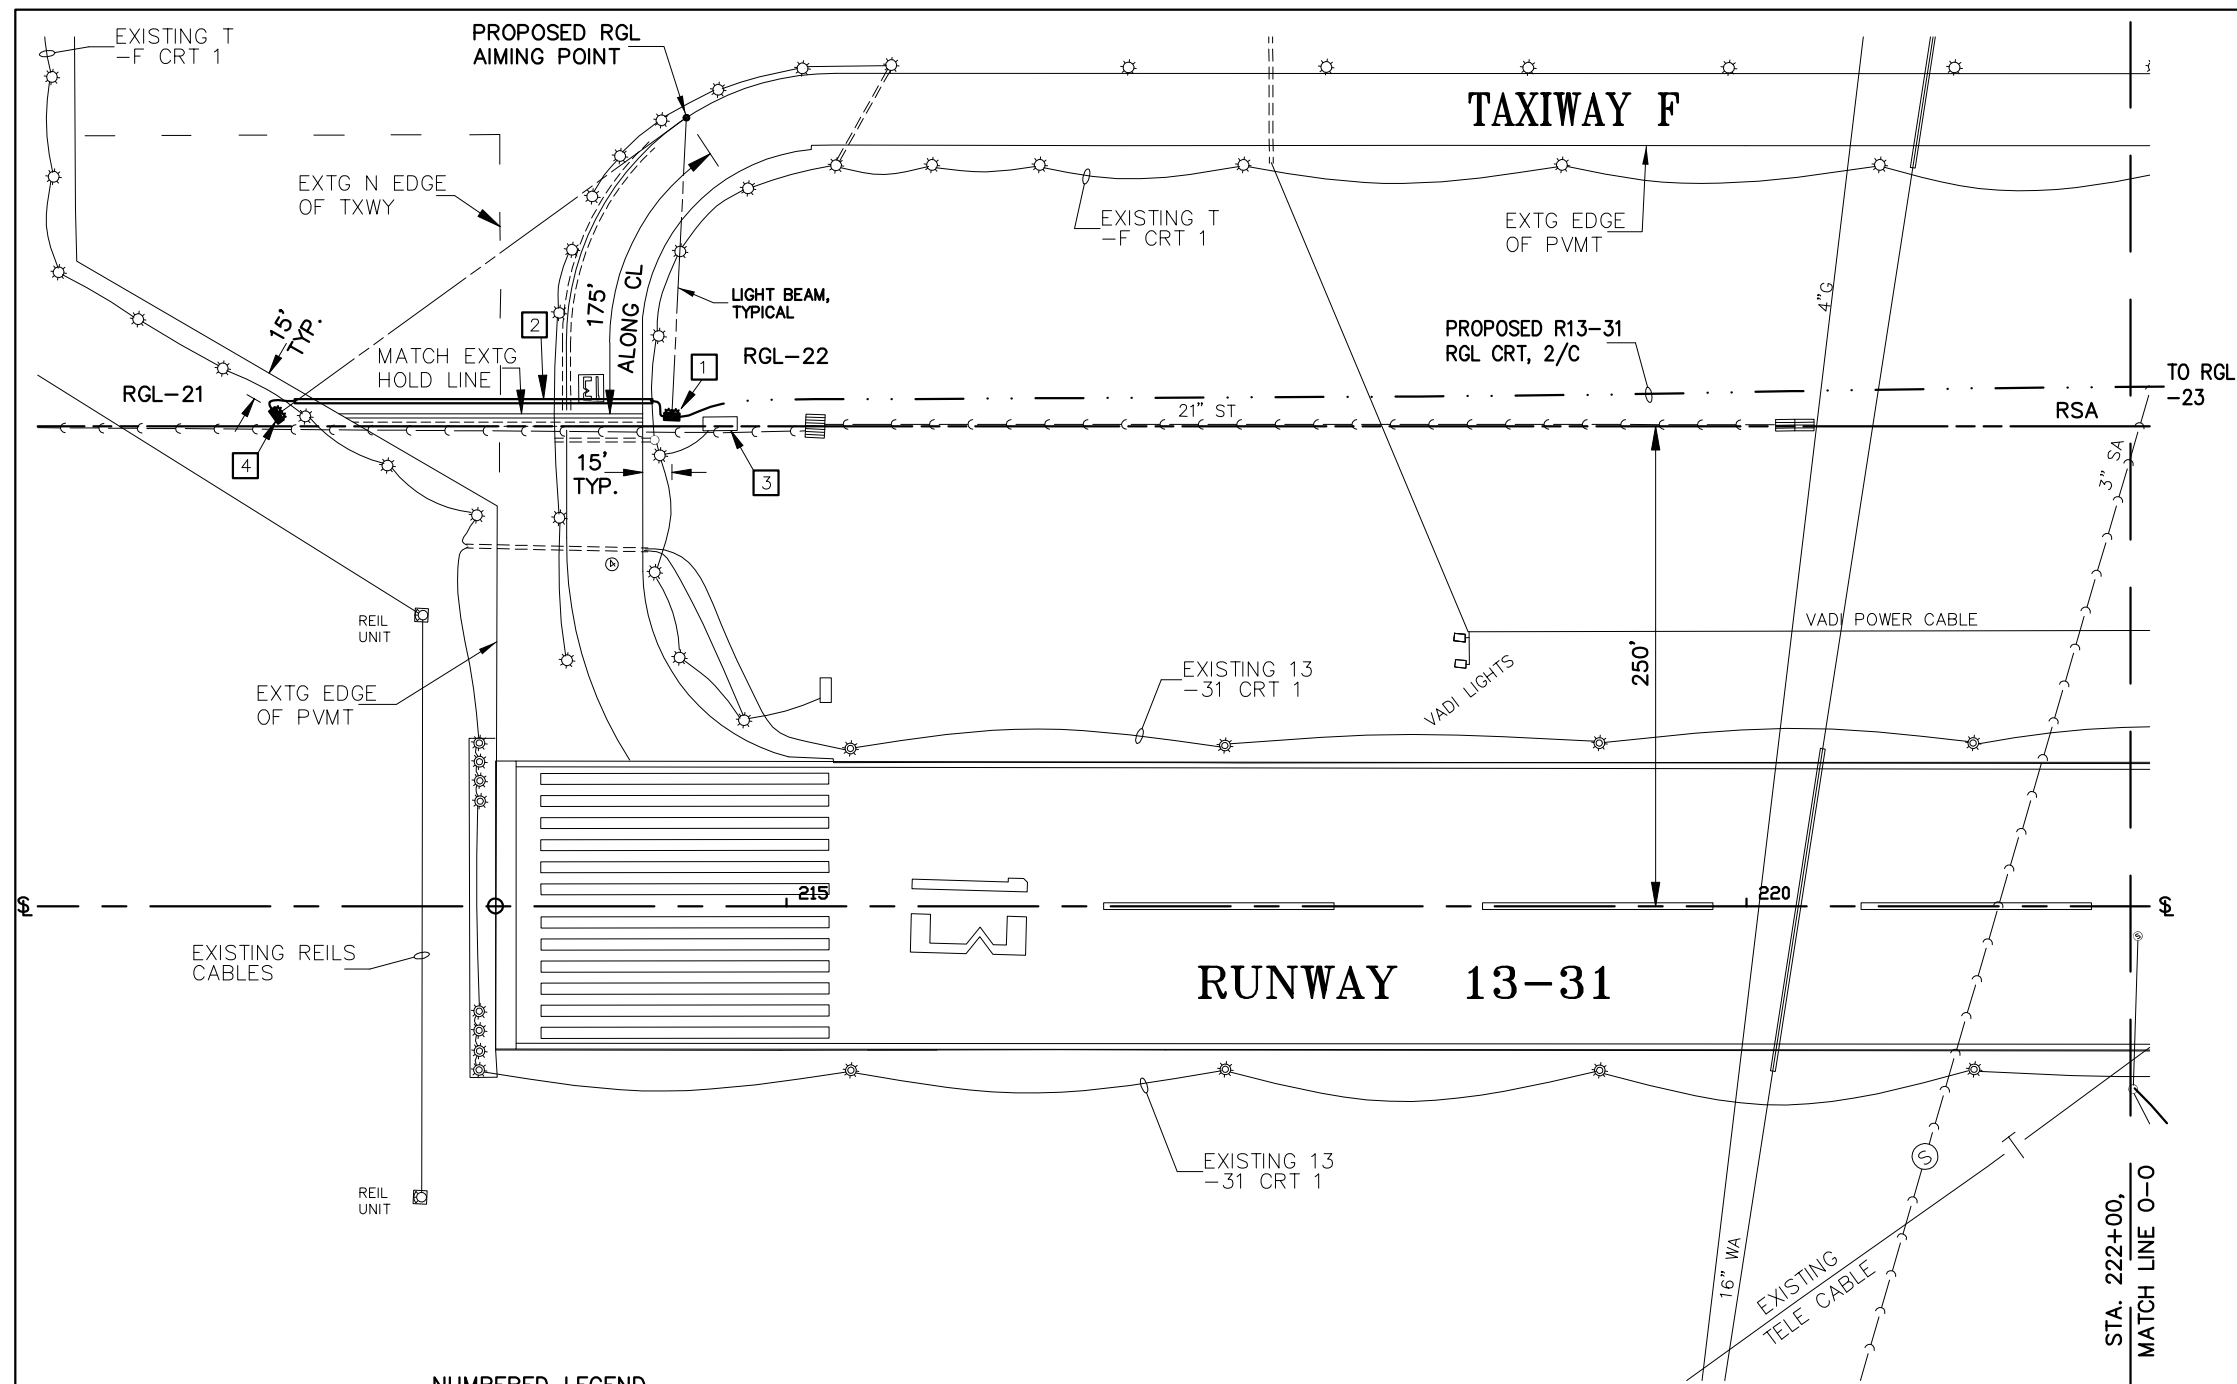 EXISTING T
-F CRT 1
PROPOSED RGL
AIMING POINT
TAXIWAY F
EXTG N EDGE
OF TXWY
EXISTING T
-F CRT 1
EXTG EDGE
OF PVMT
15'
TYP.
175'
ALONG CL
LIGHT BEAM,
TYPICAL
4"G
2
MATCH EXTG
HOLD LINE
RGL-22
1
PROPOSED R13-31
RGL CRT, 2/C
TO RGL
-23
RGL-21
13
21" ST
RSA
4
15'
TYP.
3
3" SA
REIL
UNIT
VADI POWER CABLE
250'
VADI LIGHTS
EXISTING 13
-31 CRT 1
EXTG EDGE
OF PVMT
215
220
13
EXISTING REILS
CABLES
RUNWAY 13-31
S
EXISTING 13
-31 CRT 1
S
T
REIL
UNIT
16" WA
EXISTING
TELE CABLE
STA. 222+00,
MATCH LINE O-O
NUMBERED LEGEND